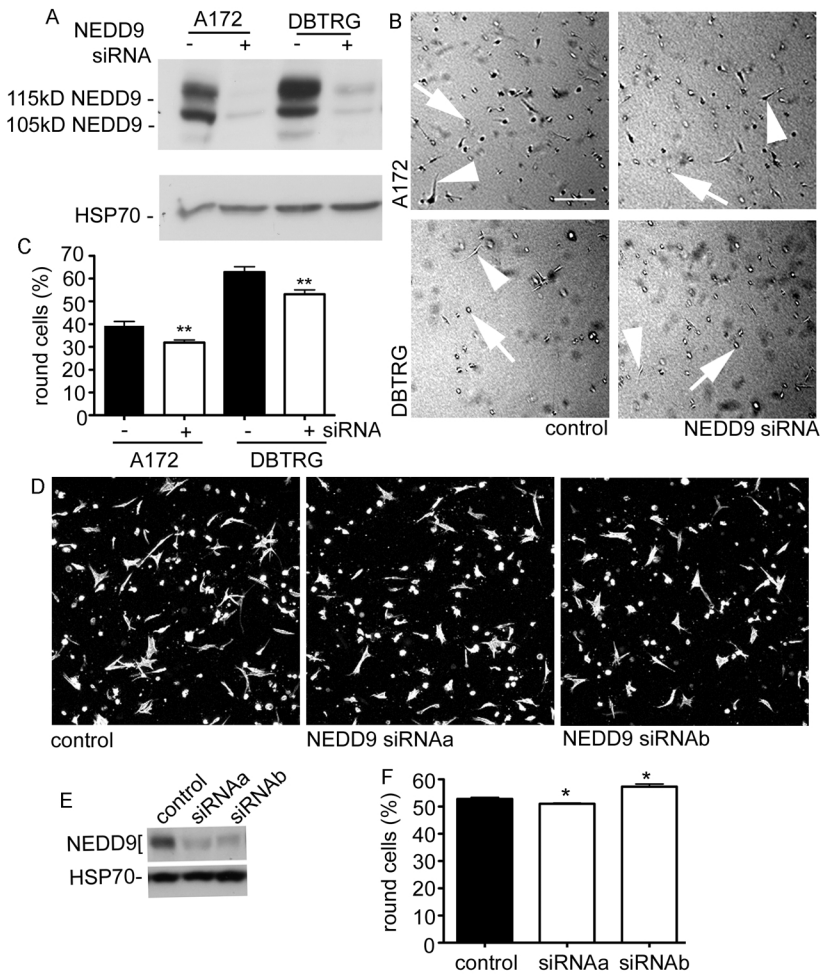 A
NEDD9
siRNA
A172
DBTRG
- + - +
115kD NEDD9 -
105kD NEDD9 -
HSP70 -
B
A172
DBTRG
control
NEDD9 siRNA
C
round cells (%)
70
60
50
40
30
20
10
0
**
**
- + - + siRNA
A172
DBTRG
D
control
NEDD9 siRNAa
NEDD9 siRNAb
E
control
siRNAa
siRNAb
NEDD9[
HSP70-
F
round cells (%)
60
50
40
30
20
10
0
*
*
control
siRNAa
siRNAb